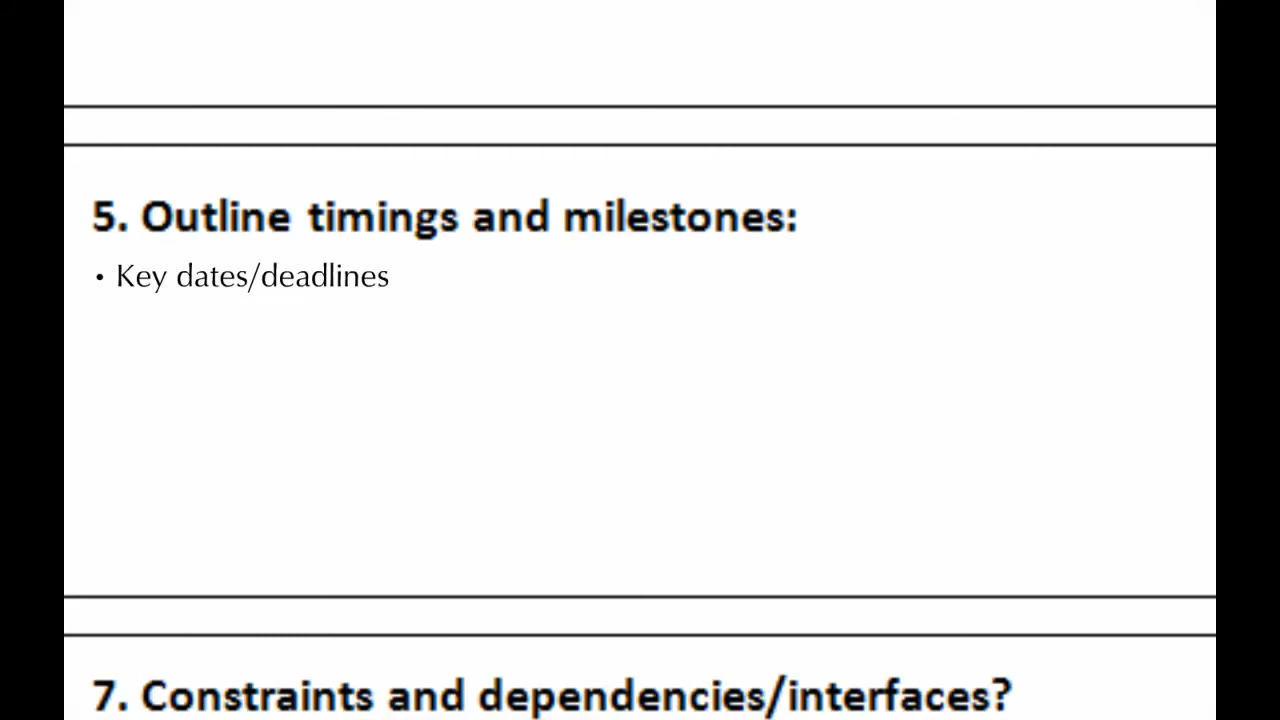 5. Outline timings and milestones:
• Key dates/deadlines
7. Constraints and dependencies/interfaces?